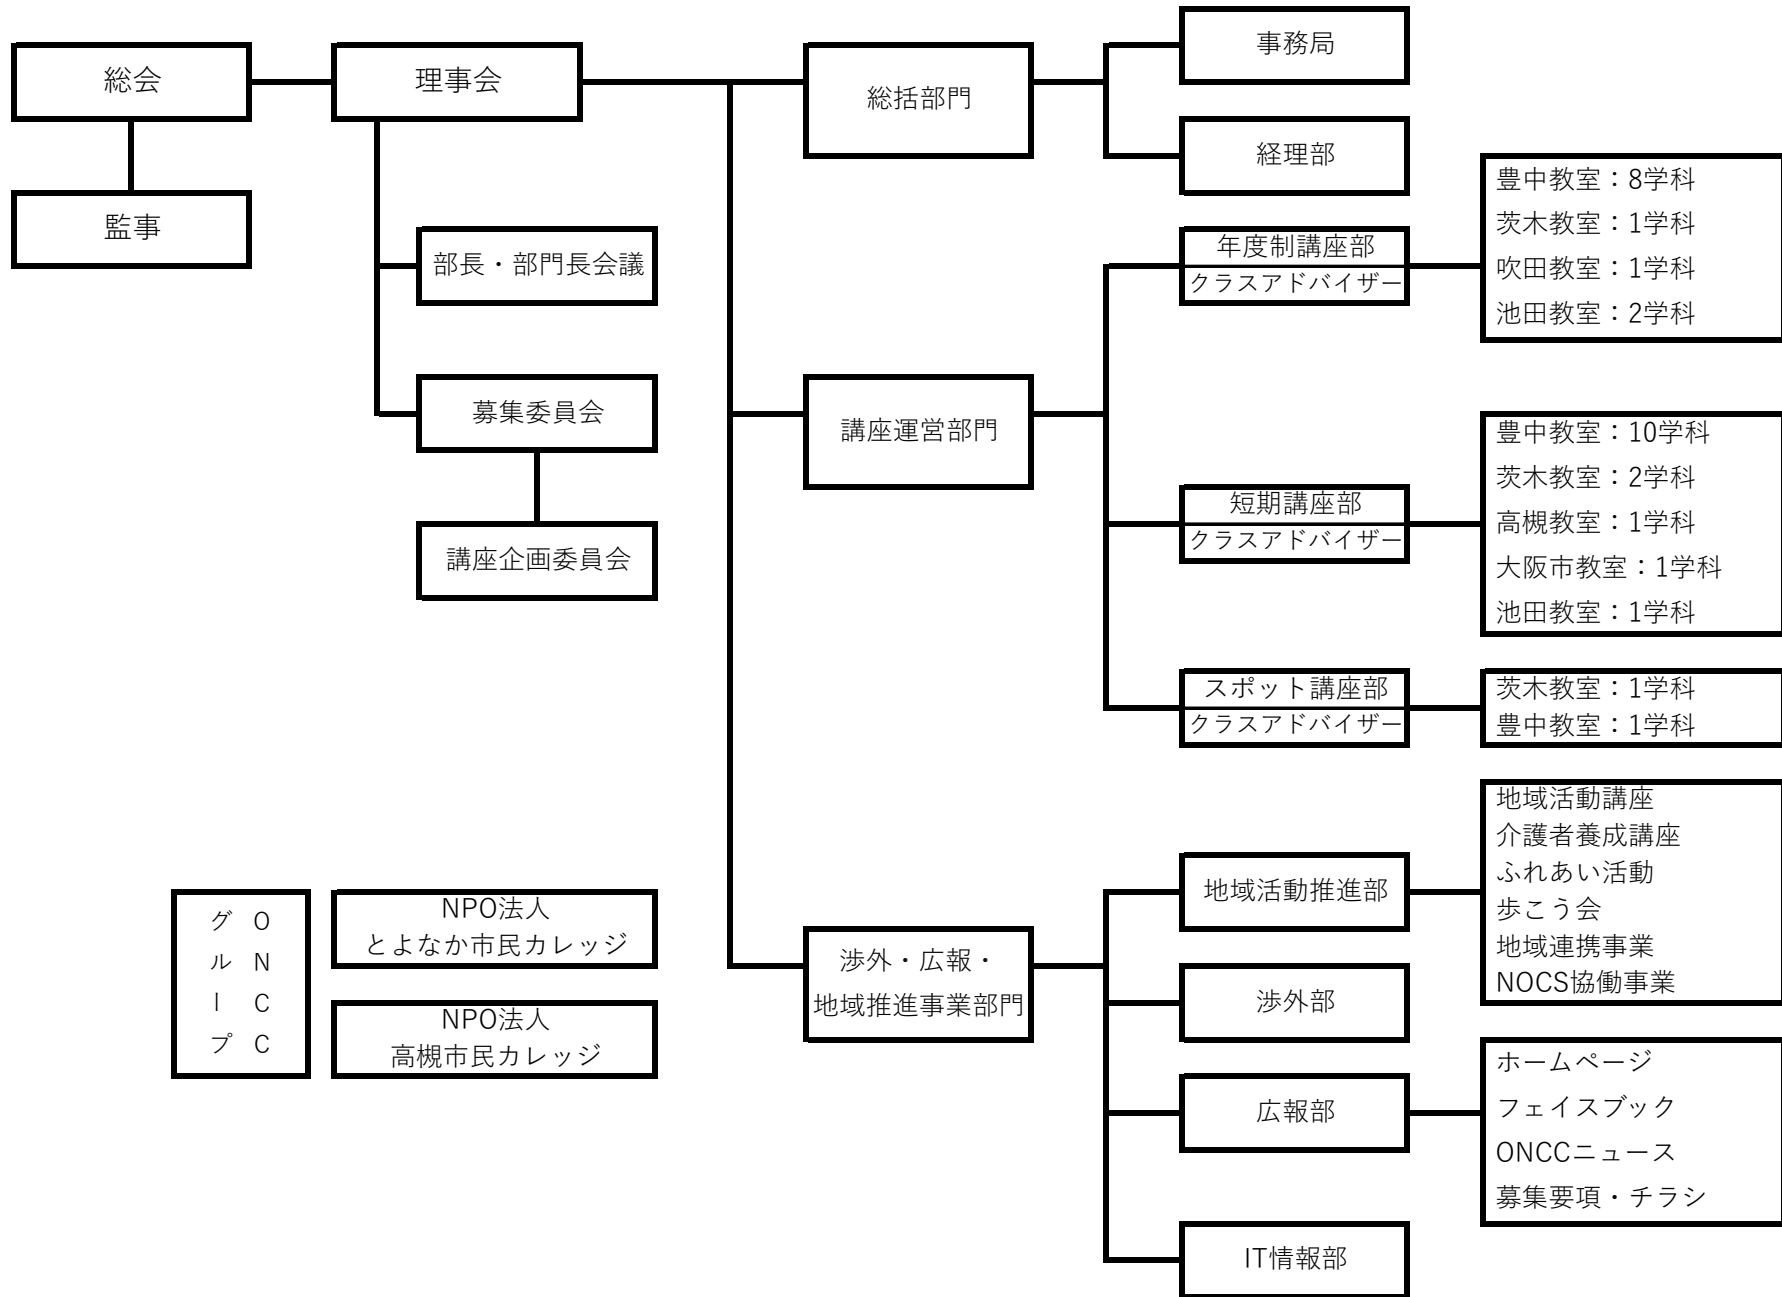 総会
監事
理事会
部長・部門長会議
募集委員会
講座企画委員会
総括部門
事務局
経理部
講座運営部門
年度制講座部
クラスアドバイザー
豊中教室：8学科
茨木教室：1学科
吹田教室：1学科
池田教室：2学科
短期講座部
クラスアドバイザー
豊中教室：10学科
茨木教室：2学科
高槻教室：1学科
大阪市教室：1学科
池田教室：1学科
スポット講座部
クラスアドバイザー
茨木教室：1学科
豊中教室：1学科
渉外・広報・
地域推進事業部門
地域活動推進部
地域活動講座
介護者養成講座
ふれあい活動
歩こう会
地域連携事業
NOCS協働事業
渉外部
広報部
ホームページ
フェイスブック
ONCCニュース
募集要項・チラシ
IT情報部
ONCC
グループ
NPO法人
とよなか市民カレッジ
NPO法人
高槻市民カレッジ